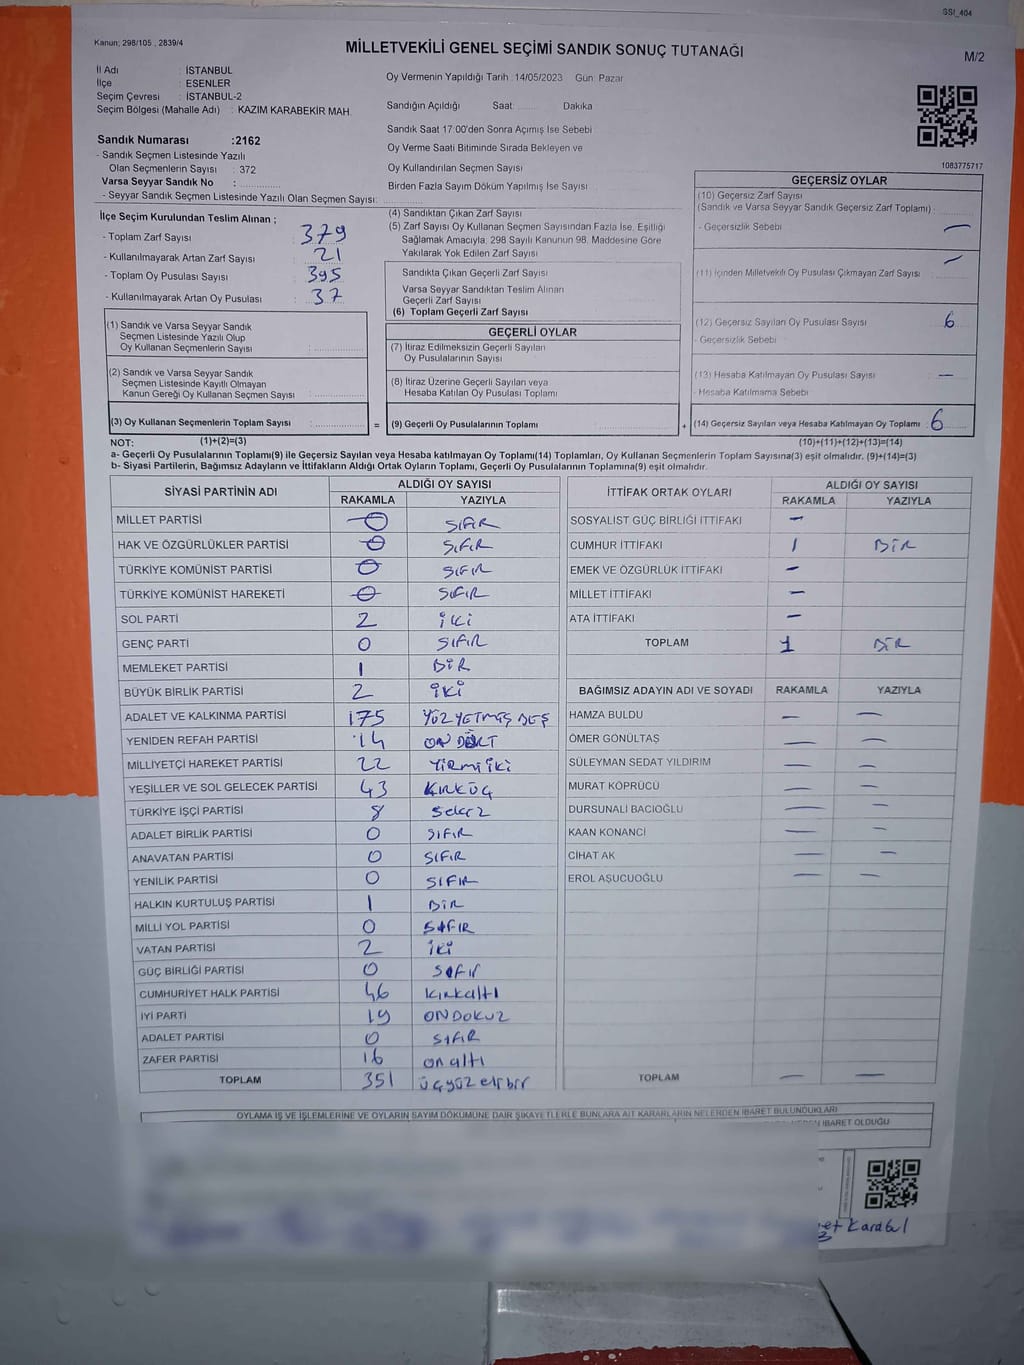 SSI_404
Kanun; 298/105 , 2839/4
MİLLETVEKİLİ GENEL SEÇİMİ SANDIK SONUÇ TUTANAĞI
M/2
İl Adı : İSTANBUL
İlçe : ESENLER
Seçim Çevresi : İSTANBUL-2
Seçim Bölgesi (Mahalle Adı) : KAZIM KARABEKİR MAH.
Sandık Numarası :2162
- Sandık Seçmen Listesinde Yazılı
Olan Seçmenlerin Sayısı : 372
Varsa Seyyar Sandık No :
- Seyyar Sandık Seçmen Listesinde Yazılı Olan Seçmen Sayısı:
Oy Vermenin Yapıldığı Tarih :14/05/2023 Gün: Pazar
Sandığın Açıldığı Saat: Dakika
Sandık Saat 17:00'den Sonra Açımış İse Sebebi
Oy Verme Saati Bitiminde Sırada Bekleyen ve
Oy Kullandırılan Seçmen Sayısı
Birden Fazla Sayım Döküm Yapılmış İse Sayısı
1083775717
İlçe Seçim Kurulundan Teslim Alınan ;
- Toplam Zarf Sayısı : 379
- Kullanılmayarak Artan Zarf Sayısı : 21
- Toplam Oy Pusulası Sayısı : 395
- Kullanılmayarak Artan Oy Pusulası : 37
(4) Sandıktan Çıkan Zarf Sayısı
(5) Zarf Sayısı Oy Kullanan Seçmen Sayısından Fazla İse, Eşitliği
Sağlamak Amacıyla, 298 Sayılı Kanunun 98. Maddesine Göre
Yakılarak Yok Edilen Zarf Sayısı
Sandıkta Çıkan Geçerli Zarf Sayısı
Varsa Seyyar Sandıktan Teslim Alınan
Geçerli Zarf Sayısı
(6) Toplam Geçerli Zarf Sayısı
GEÇERSİZ OYLAR
(10) Geçersiz Zarf Sayısı
(Sandık ve Varsa Seyyar Sandık Geçersiz Zarf Toplamı) :
- Geçersizlik Sebebi —
(11) İçinden Milletvekili Oy Pusulası Çıkmayan Zarf Sayısı —
(12) Geçersiz Sayılan Oy Pusulası Sayısı : 6
- Geçersizlik Sebebi
(13) Hesaba Katılmayan Oy Pusulası Sayısı : —
- Hesaba Katılmama Sebebi
(14) Geçersiz Sayılan veya Hesaba Katılmayan Oy Toplamı : 6
(1) Sandık ve Varsa Seyyar Sandık
Seçmen Listesinde Yazılı Olup
Oy Kullanan Seçmenlerin Sayısı :
(2) Sandık ve Varsa Seyyar Sandık
Seçmen Listesinde Kayıtlı Olmayan
Kanun Gereği Oy Kullanan Seçmen Sayısı :
(3) Oy Kullanan Seçmenlerin Toplam Sayısı :
GEÇERLİ OYLAR
(7) İtiraz Edilmeksizin Geçerli Sayılan
Oy Pusulalarının Sayısı
(8) İtiraz Üzerine Geçerli Sayılan veya
Hesaba Katılan Oy Pusulası Toplamı
= (9) Geçerli Oy Pusulalarının Toplamı +
NOT: (1)+(2)=(3) (10)+(11)+(12)+(13)=(14)
a- Geçerli Oy Pusulaları Toplamı(9) ile Geçersiz Sayılan veya Hesaba katılmayan Oy Toplamı(14) Toplamları, Oy Kullanan Seçmenlerin Toplam Sayısına(3) eşit olmalıdır. (9)+(14)=(3)
b- Siyasi Partilerin, Bağımsız Adayların ve İttifakların Aldığı Ortak Oyların Toplamı, Geçerli Oy Pusulalarının Toplamına(9) eşit olmalıdır.
SİYASİ PARTİNİN ADI ALDIĞI OY SAYISI
RAKAMLA YAZIYLA
MİLLET PARTİSİ 0 SIFIR
HAK VE ÖZGÜRLÜKLER PARTİSİ 0 SIFIR
TÜRKİYE KOMÜNİST PARTİSİ 0 SIFIR
TÜRKİYE KOMÜNİST HAREKETİ 0 SIFIR
SOL PARTİ 2 İKİ
GENÇ PARTİ 0 SIFIR
MEMLEKET PARTİSİ 1 BİR
BÜYÜK BİRLİK PARTİSİ 2 İKİ
ADALET VE KALKINMA PARTİSİ 175 YÜZYETMİŞ BEŞ
YENİDEN REFAH PARTİSİ 14 ON DÖRT
MİLLİYETÇİ HAREKET PARTİSİ 22 YİRMİ İKİ
YEŞİLLER VE SOL GELECEK PARTİSİ 43 KIRKÜÇ
TÜRKİYE İŞÇİ PARTİSİ 8 Sekiz
ADALET BİRLİK PARTİSİ 0 SIFIR
ANAVATAN PARTİSİ 0 SIFIR
YENİLİK PARTİSİ 0 SIFIR
HALKIN KURTULUŞ PARTİSİ 1 BİR
MİLLİ YOL PARTİSİ 0 SIFIR
VATAN PARTİSİ 2 İKİ
GÜÇ BİRLİĞİ PARTİSİ 0 SIFIR
CUMHURİYET HALK PARTİSİ 46 Kırkaltı
İYİ PARTİ 19 ONDOKUZ
ADALET PARTİSİ 0 SIFIR
ZAFER PARTİSİ 16 on altı
TOPLAM 351 üçyüz elli bir
İTTİFAK ORTAK OYLARI ALDIĞI OY SAYISI
RAKAMLA YAZIYLA
SOSYALİST GÜÇ BİRLİĞİ İTTİFAKI —
CUMHUR İTTİFAKI 1 BİR
EMEK VE ÖZGÜRLÜK İTTİFAKI —
MİLLET İTTİFAKI —
ATA İTTİFAKI —
TOPLAM 1 BİR
BAĞIMSIZ ADAYIN ADI VE SOYADI RAKAMLA YAZIYLA
HAMZA BULDU — —
ÖMER GÖNÜLTAŞ — —
SÜLEYMAN SEDAT YILDIRIM — —
MURAT KÖPRÜCÜ — —
DURSUNALİ BACIOĞLU — —
KAAN KONANCİ — —
CİHAT AK — —
EROL AŞUCUOĞLU — —
TOPLAM — —
OYLAMA İŞ VE İŞLEMLERİNE VE OYLARIN SAYIM DÖKÜMÜNE DAİR ŞİKAYETLERLE BUNLARA AİT KARARLARIN NELERDEN İBARET BULUNDUKLARI
İBARET OLDUĞU
et Karabul